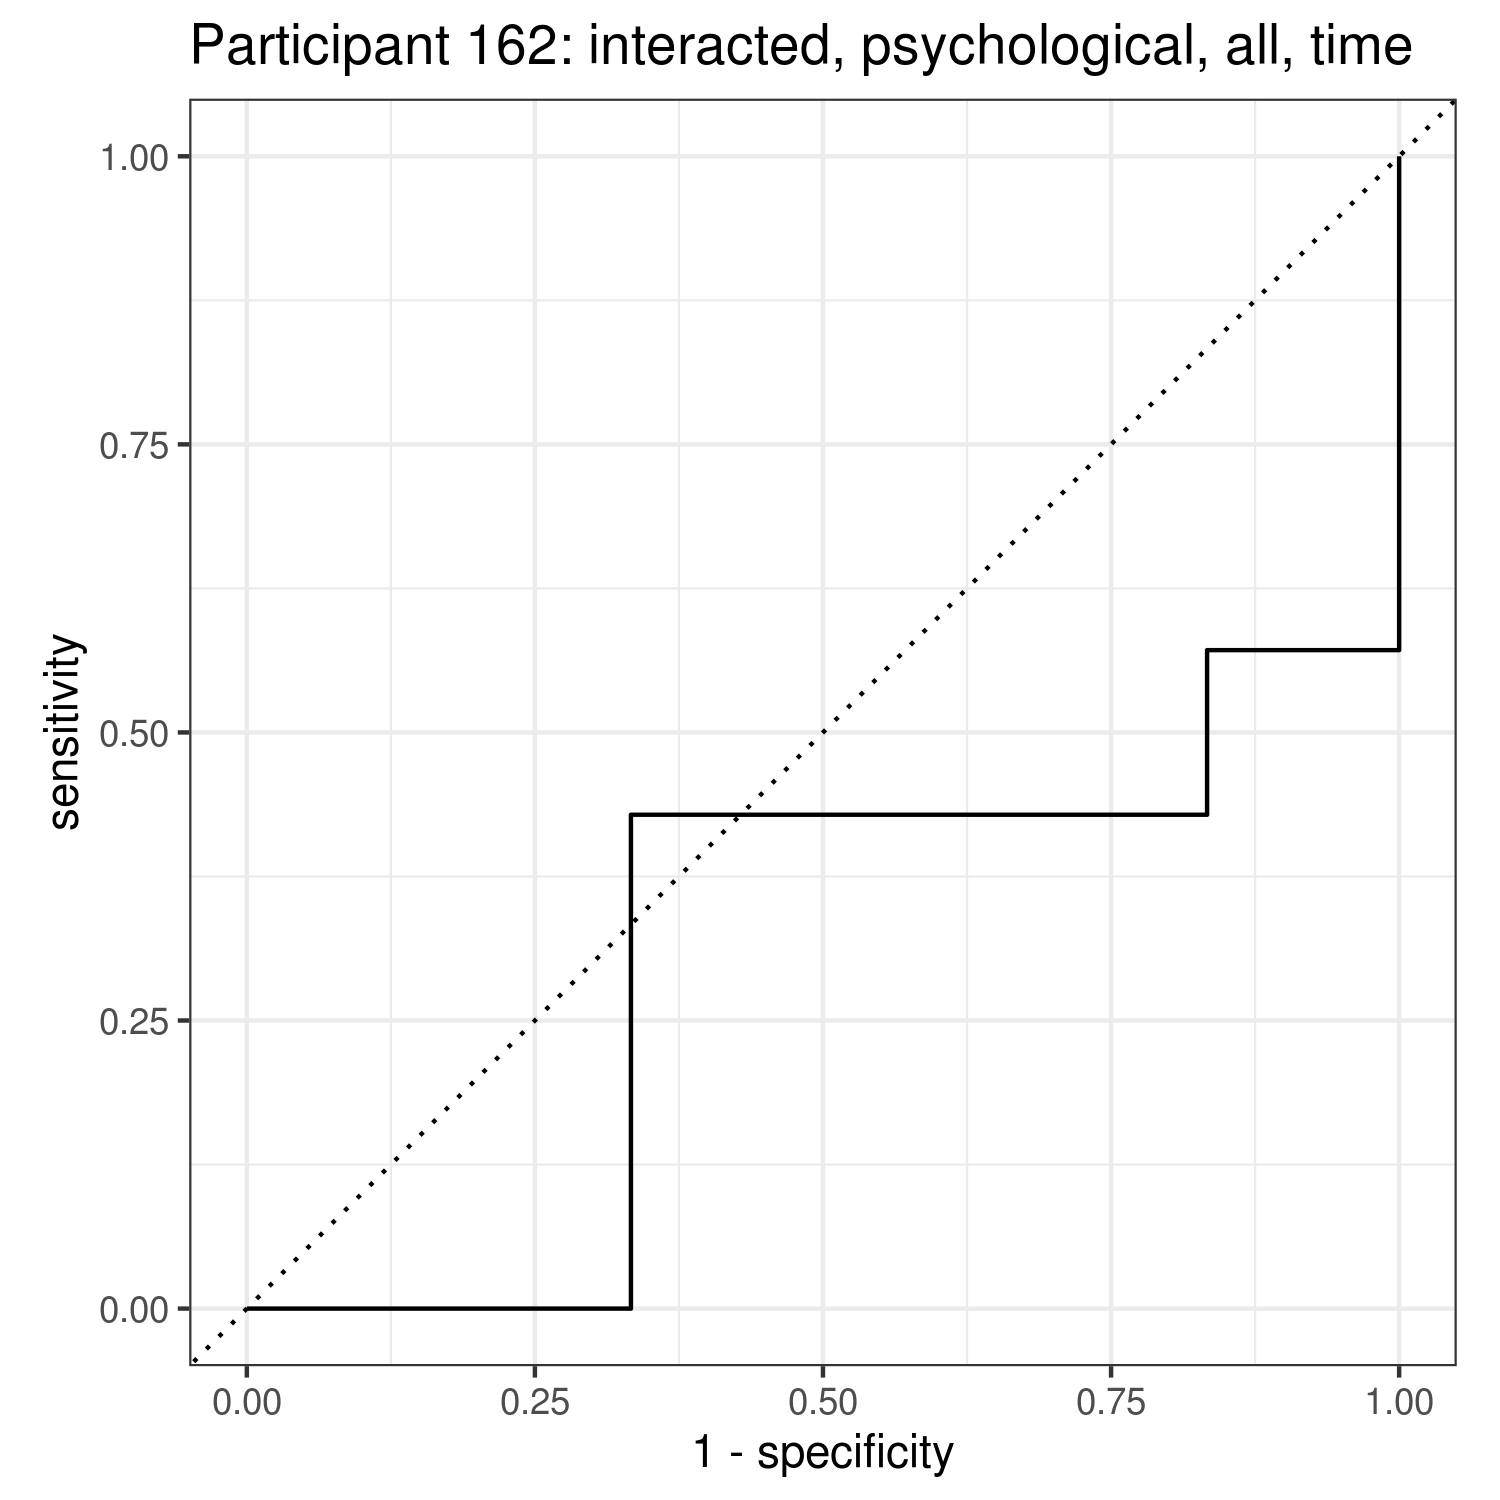 Participant 162: interacted, psychological, all, time
1.00
0.75
0.50
0.25
0.00
sensitivity
0.00 0.25 0.50 0.75 1.00
1 - specificity